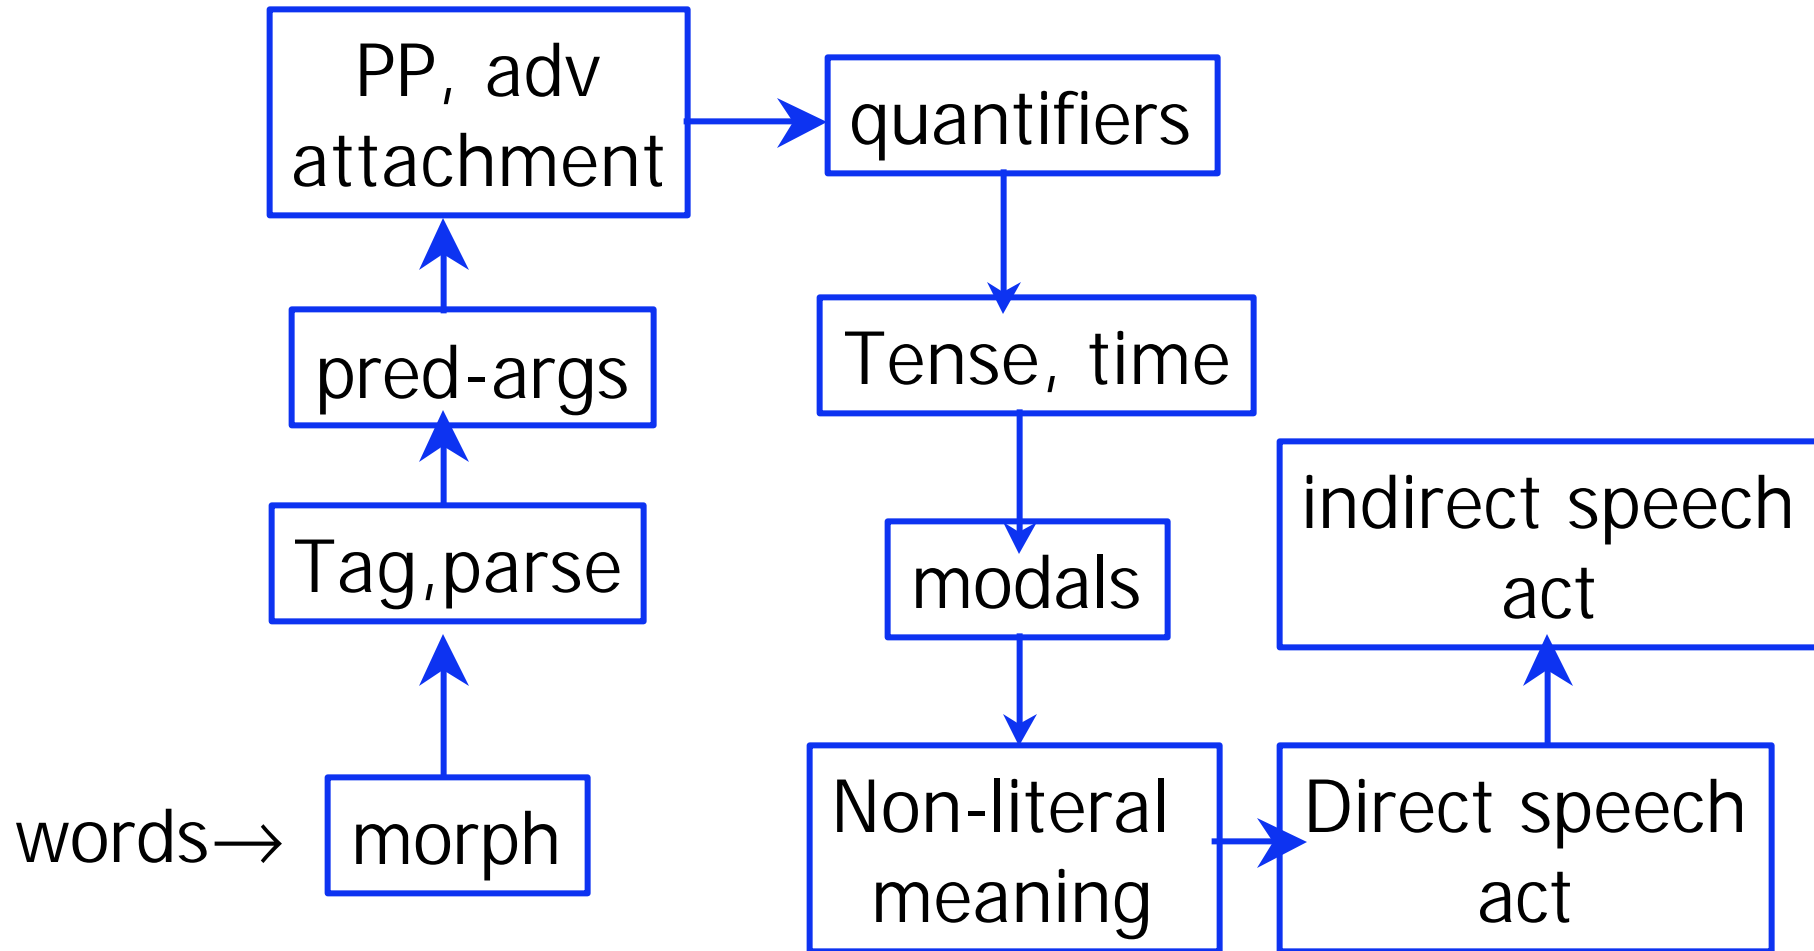 PP, adv
attachment
quantifiers
pred-args
Tense, time
Tag,parse
modals
indirect speech
act
words→
morph
Non-literal
meaning
Direct speech
act